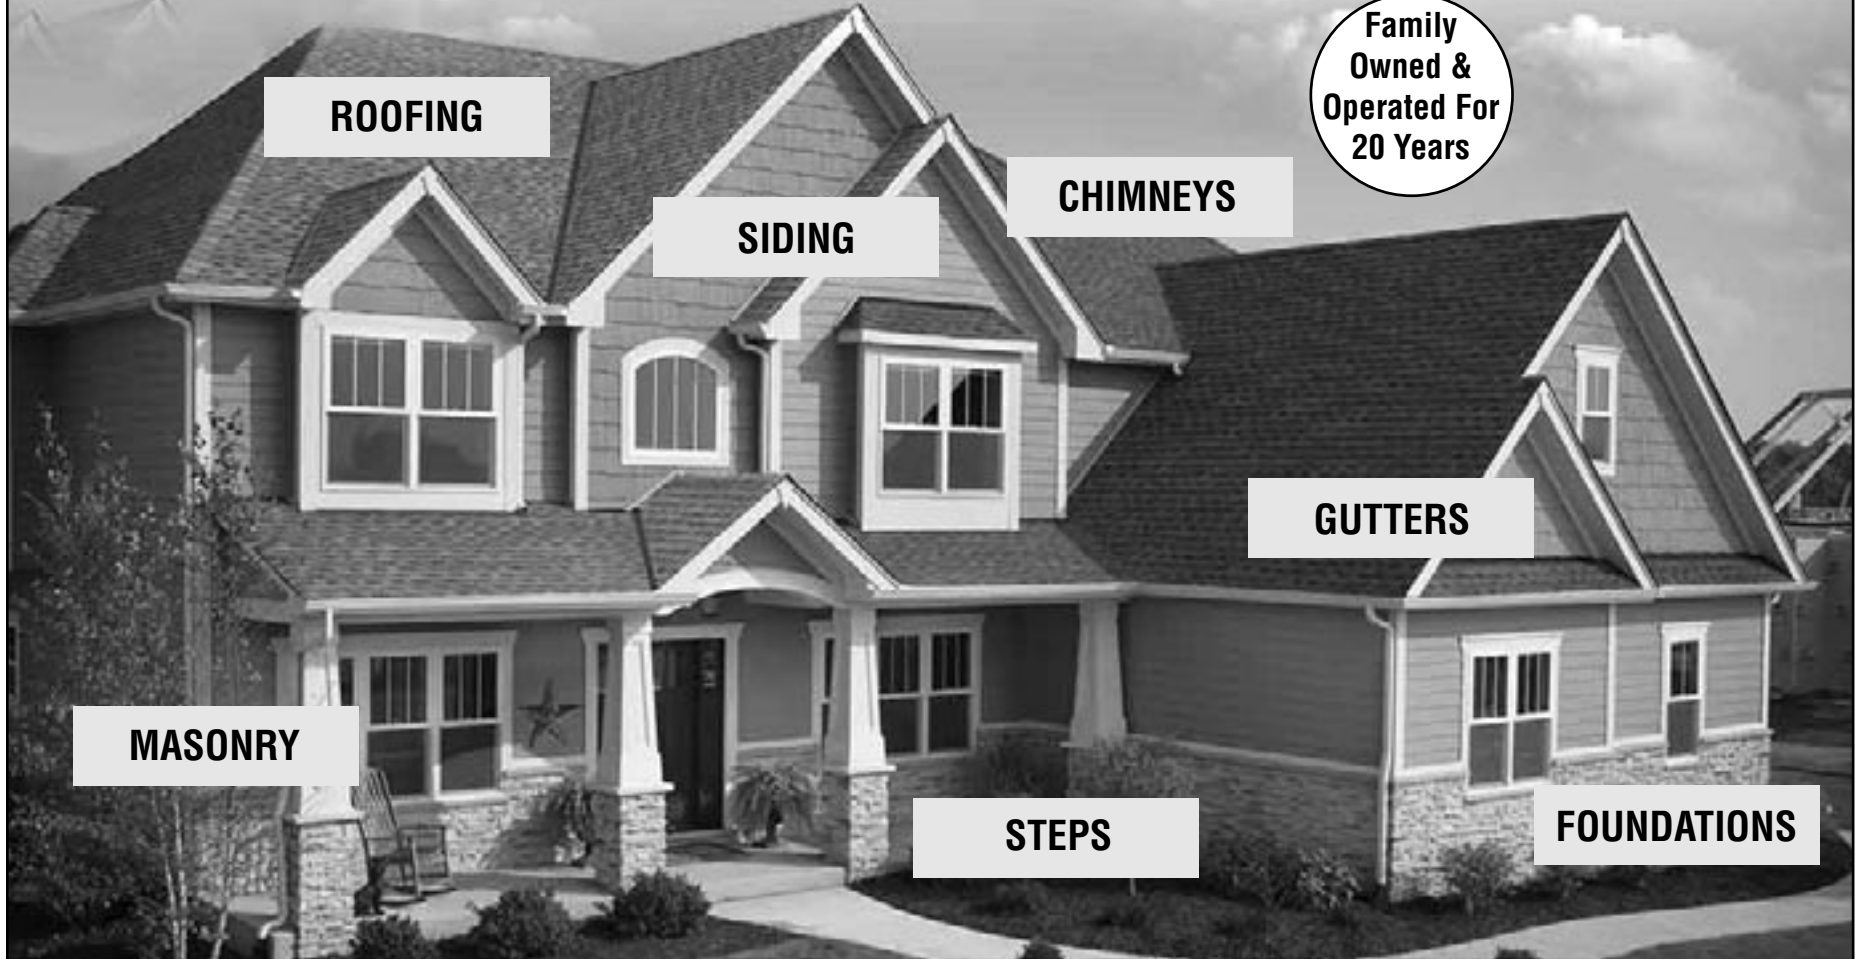 Family
Owned &
Operated For
20 Years
ROOFING
CHIMNEYS
SIDING
GUTTERS
MASONRY
STEPS
FOUNDATIONS